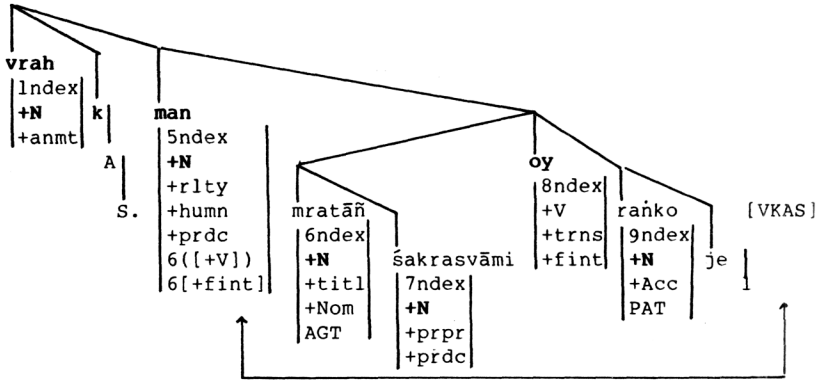 vrah
1ndex
+N
+anmt
k
A
S.
man
5ndex
+N
+rlty
+humn
+prdc
6([+V])
6[+fint]
mratāñ
6ndex
+N
+titl
+Nom
AGT
śakrasvāmi
7ndex
+N
+prpr
+prdc
oy
8ndex
+V
+trns
+fint
raṅko
9ndex
+N
+Acc
PAT
je
1
[VKAS]